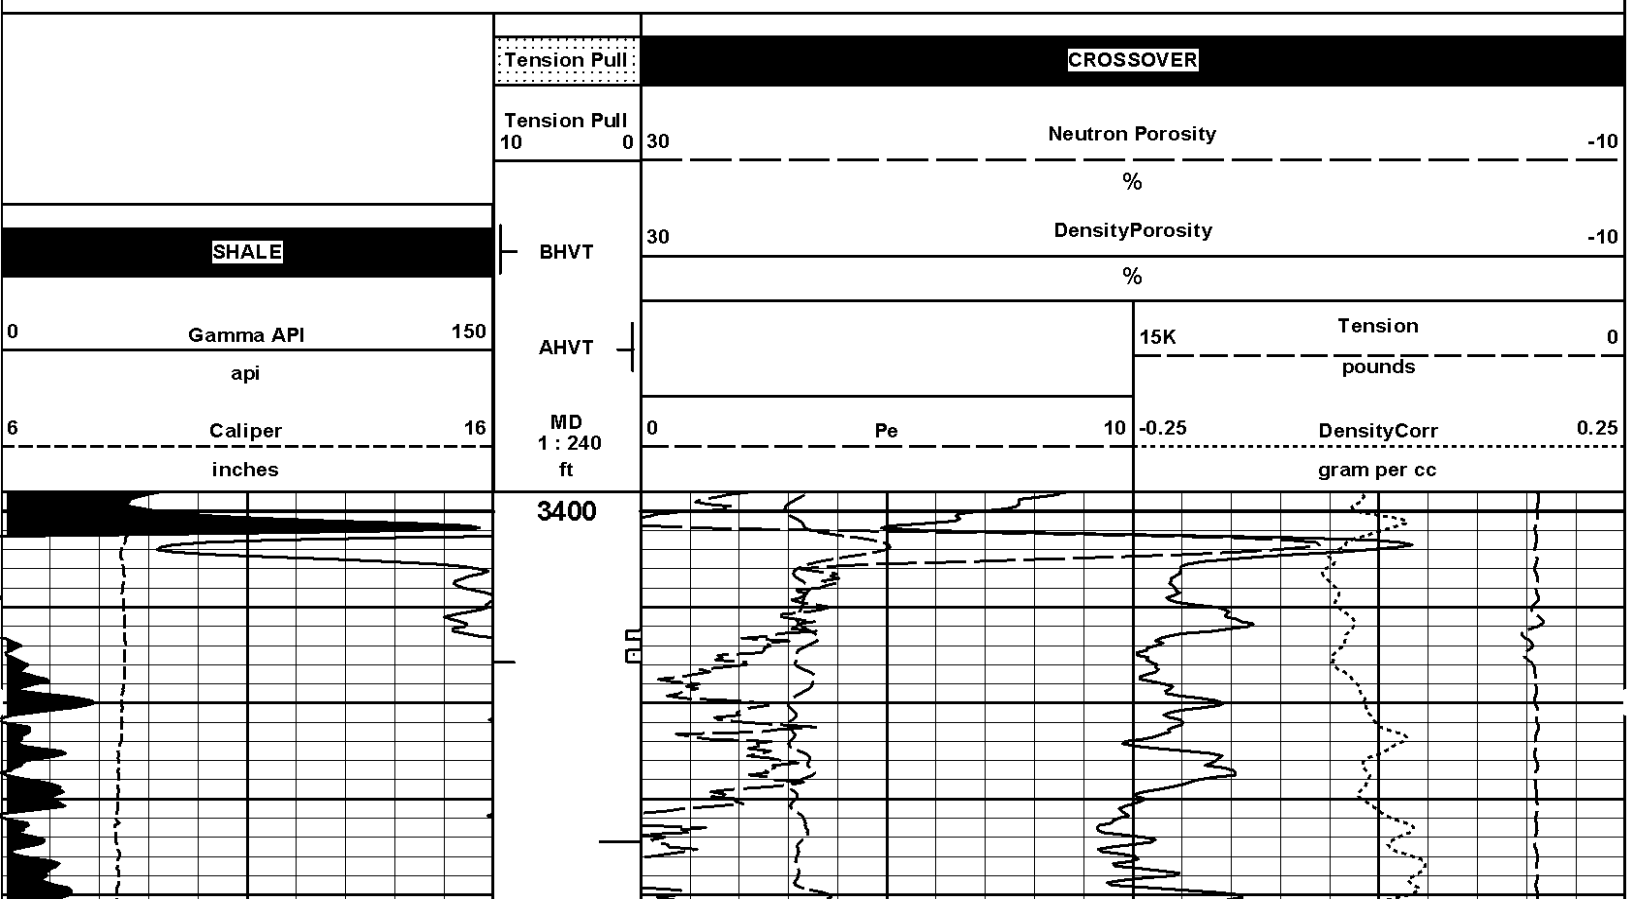 Tension Pull
CROSSOVER
Tension Pull
10 0
30 Neutron Porosity -10
%
30 DensityPorosity -10
%
SHALE
BHVT
0 Gamma API 150
api
AHVT
15K Tension 0
pounds
6 Caliper 16
inches
MD
1 : 240
ft
0 Pe 10
-0.25 DensityCorr 0.25
gram per cc
3400